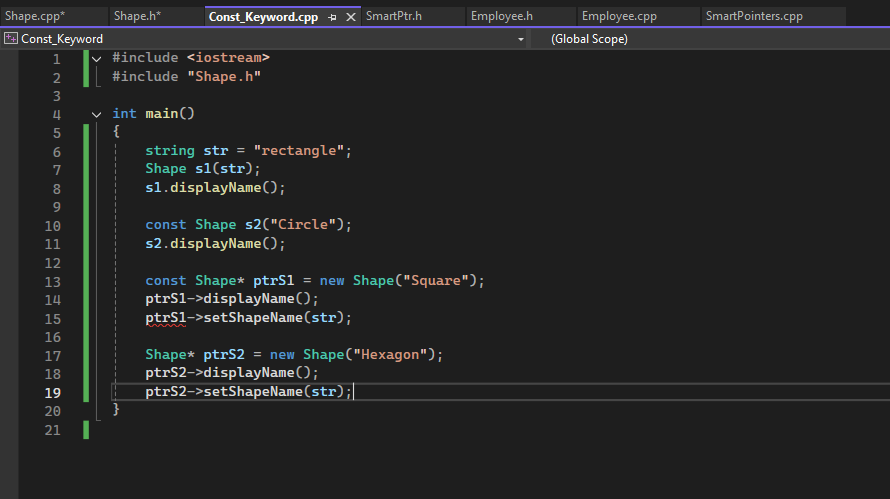 Shape.cpp* Shape.h* Const_Keyword.cpp SmartPtr.h Employee.h Employee.cpp SmartPointers.cpp
Const_Keyword (Global Scope)
1 #include <iostream>
2 #include "Shape.h"
3
4 int main()
5 {
6 string str = "rectangle";
7 Shape s1(str);
8 s1.displayName();
9
10 const Shape s2("Circle");
11 s2.displayName();
12
13 const Shape* ptrS1 = new Shape("Square");
14 ptrS1->displayName();
15 ptrS1->setShapeName(str);
16
17 Shape* ptrS2 = new Shape("Hexagon");
18 ptrS2->displayName();
19 ptrS2->setShapeName(str);
20 }
21